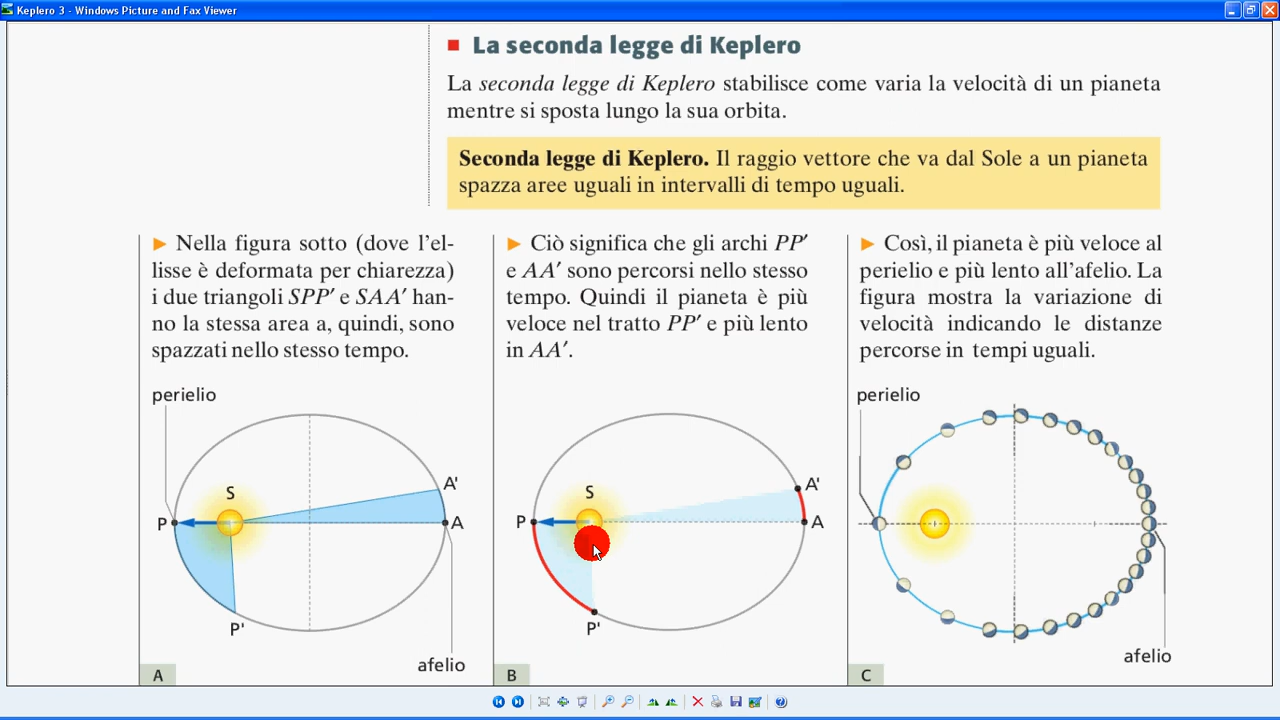 Keplero 3 - Windows Picture and Fax Viewer
La seconda legge di Keplero
La seconda legge di Keplero stabilisce come varia la velocità di un pianeta
mentre si sposta lungo la sua orbita.
Seconda legge di Keplero. Il raggio vettore che va dal Sole a un pianeta
spazza aree uguali in intervalli di tempo uguali.
Nella figura sotto (dove l'el-
lisse è deformata per chiarezza)
i due triangoli SPP' e SAA' han-
no la stessa area a, quindi, sono
spazzati nello stesso tempo.
perielio
S
A'
P
A
P'
afelio
A
Ciò significa che gli archi PP'
e AA' sono percorsi nello stesso
tempo. Quindi il pianeta è più
veloce nel tratto PP' e più lento
in AA'.
S
A'
P
A
P'
B
Così, il pianeta è più veloce al
perielio e più lento all'afelio. La
figura mostra la variazione di
velocità indicando le distanze
percorse in tempi uguali.
perielio
afelio
C